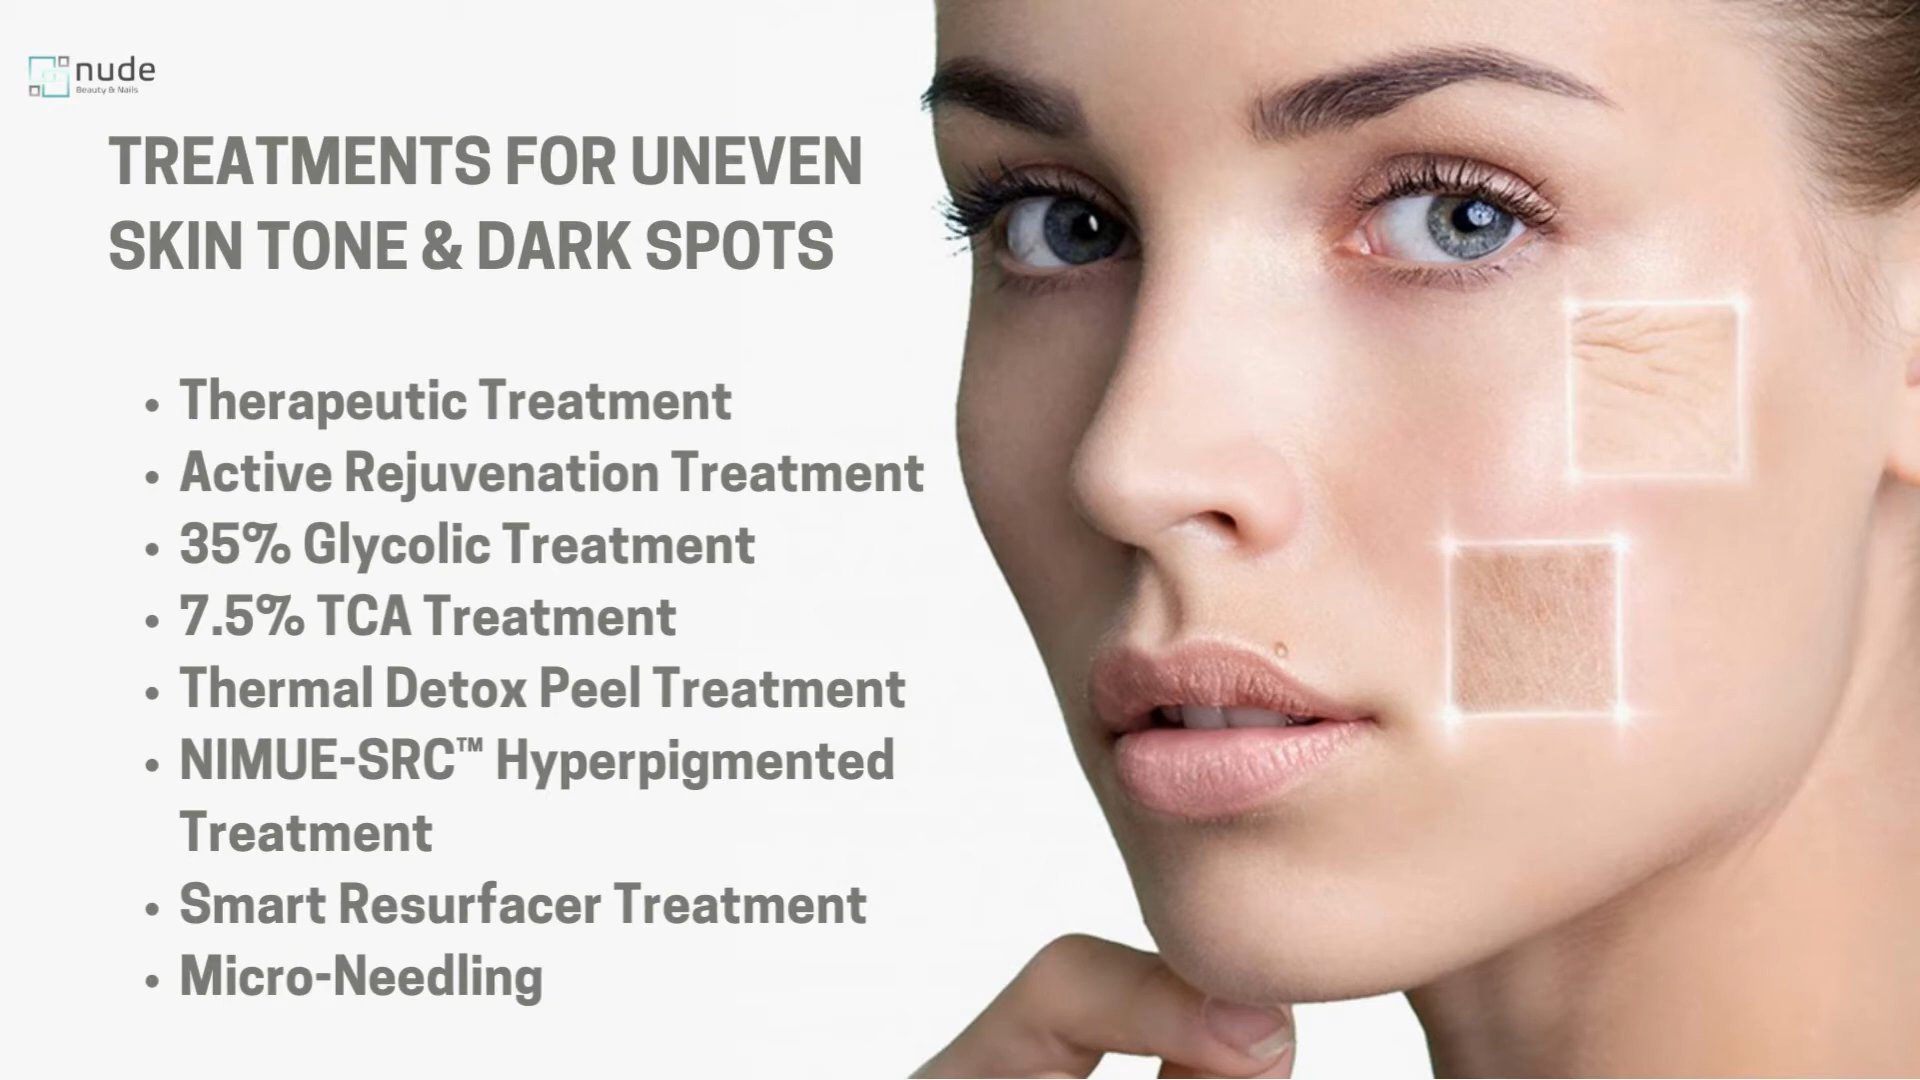 nude
Beauty & Nails
TREATMENTS FOR UNEVEN
SKIN TONE & DARK SPOTS
• Therapeutic Treatment
• Active Rejuvenation Treatment
• 35% Glycolic Treatment
• 7.5% TCA Treatment
• Thermal Detox Peel Treatment
• NIMUE-SRC™ Hyperpigmented
Treatment
• Smart Resurfacer Treatment
• Micro-Needling